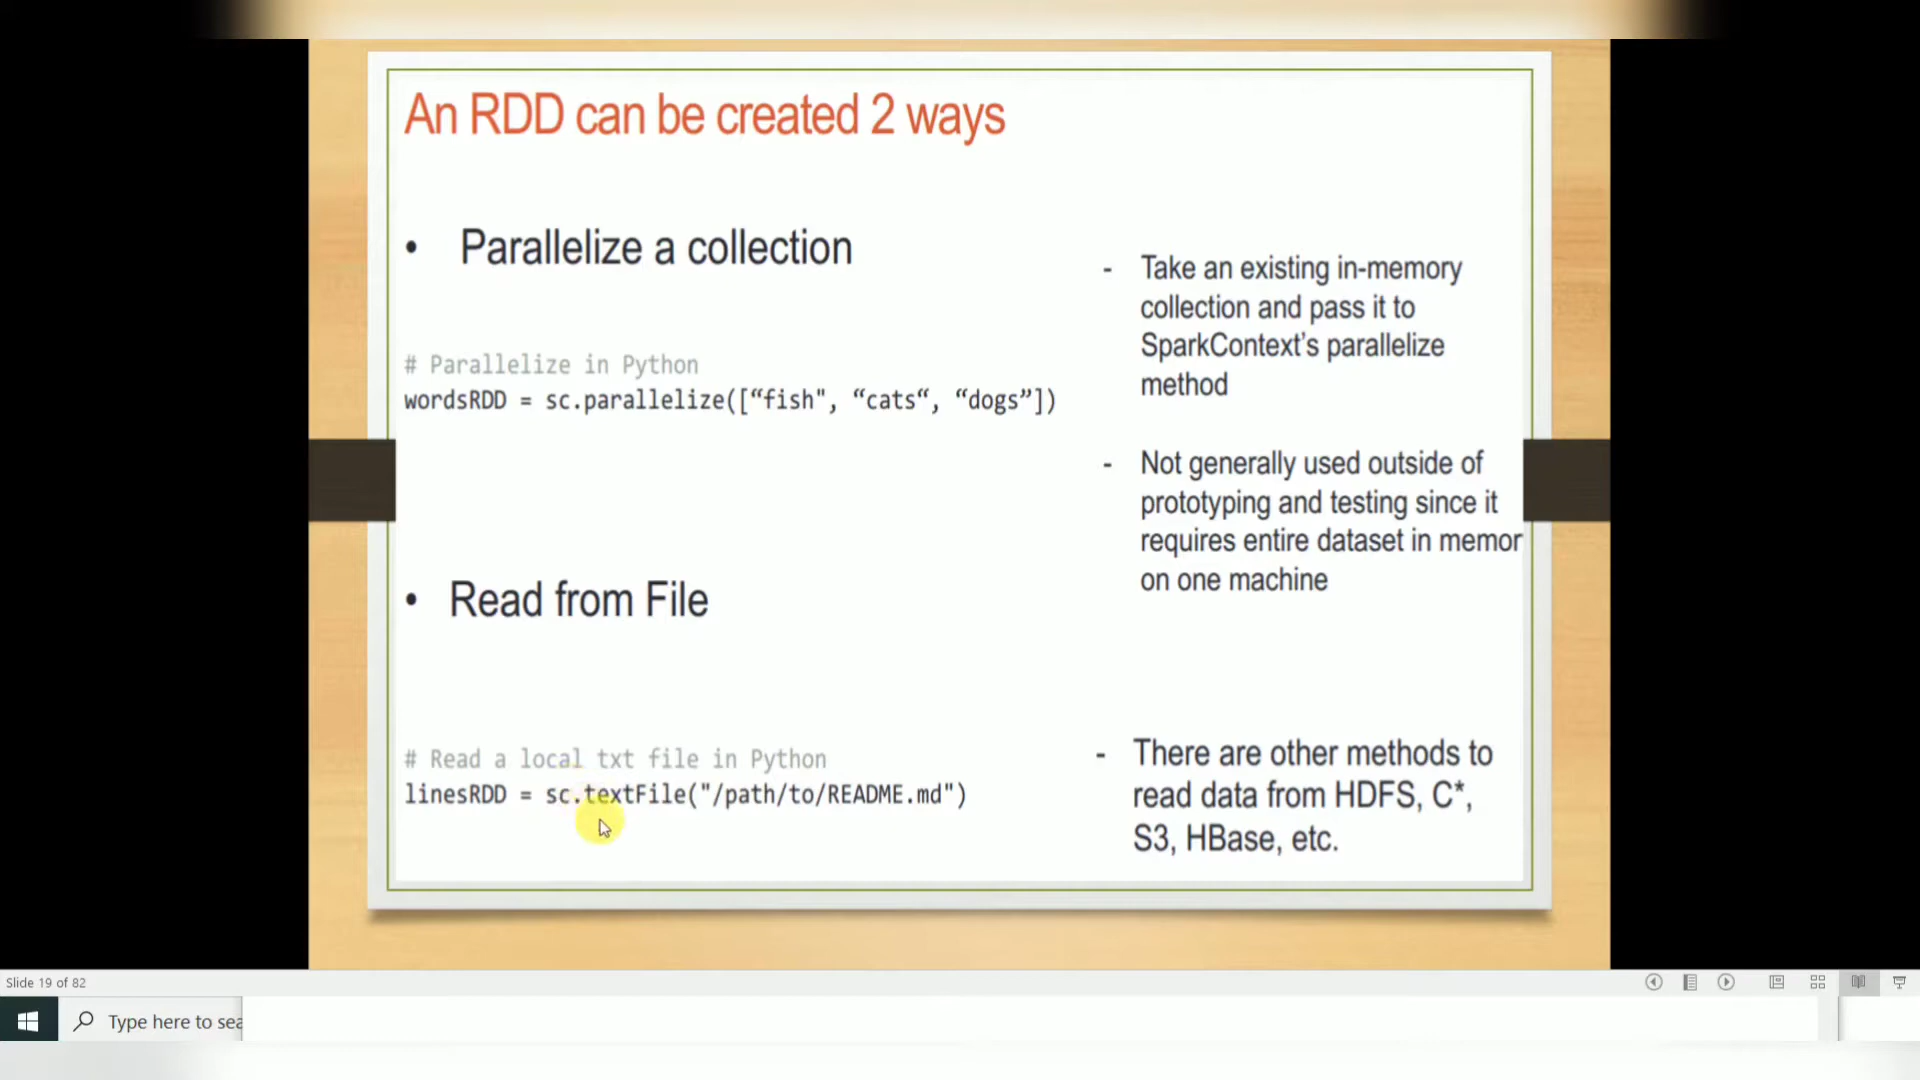 An RDD can be created 2 ways
• Parallelize a collection
# Parallelize in Python
wordsRDD = sc.parallelize([“fish", “cats“, “dogs”])
- Take an existing in-memory
collection and pass it to
SparkContext’s parallelize
method
- Not generally used outside of
prototyping and testing since it
requires entire dataset in memor
on one machine
• Read from File
# Read a local txt file in Python
linesRDD = sc.textFile("/path/to/README.md")
- There are other methods to
read data from HDFS, C*,
S3, HBase, etc.
Slide 19 of 82
Type here to sea